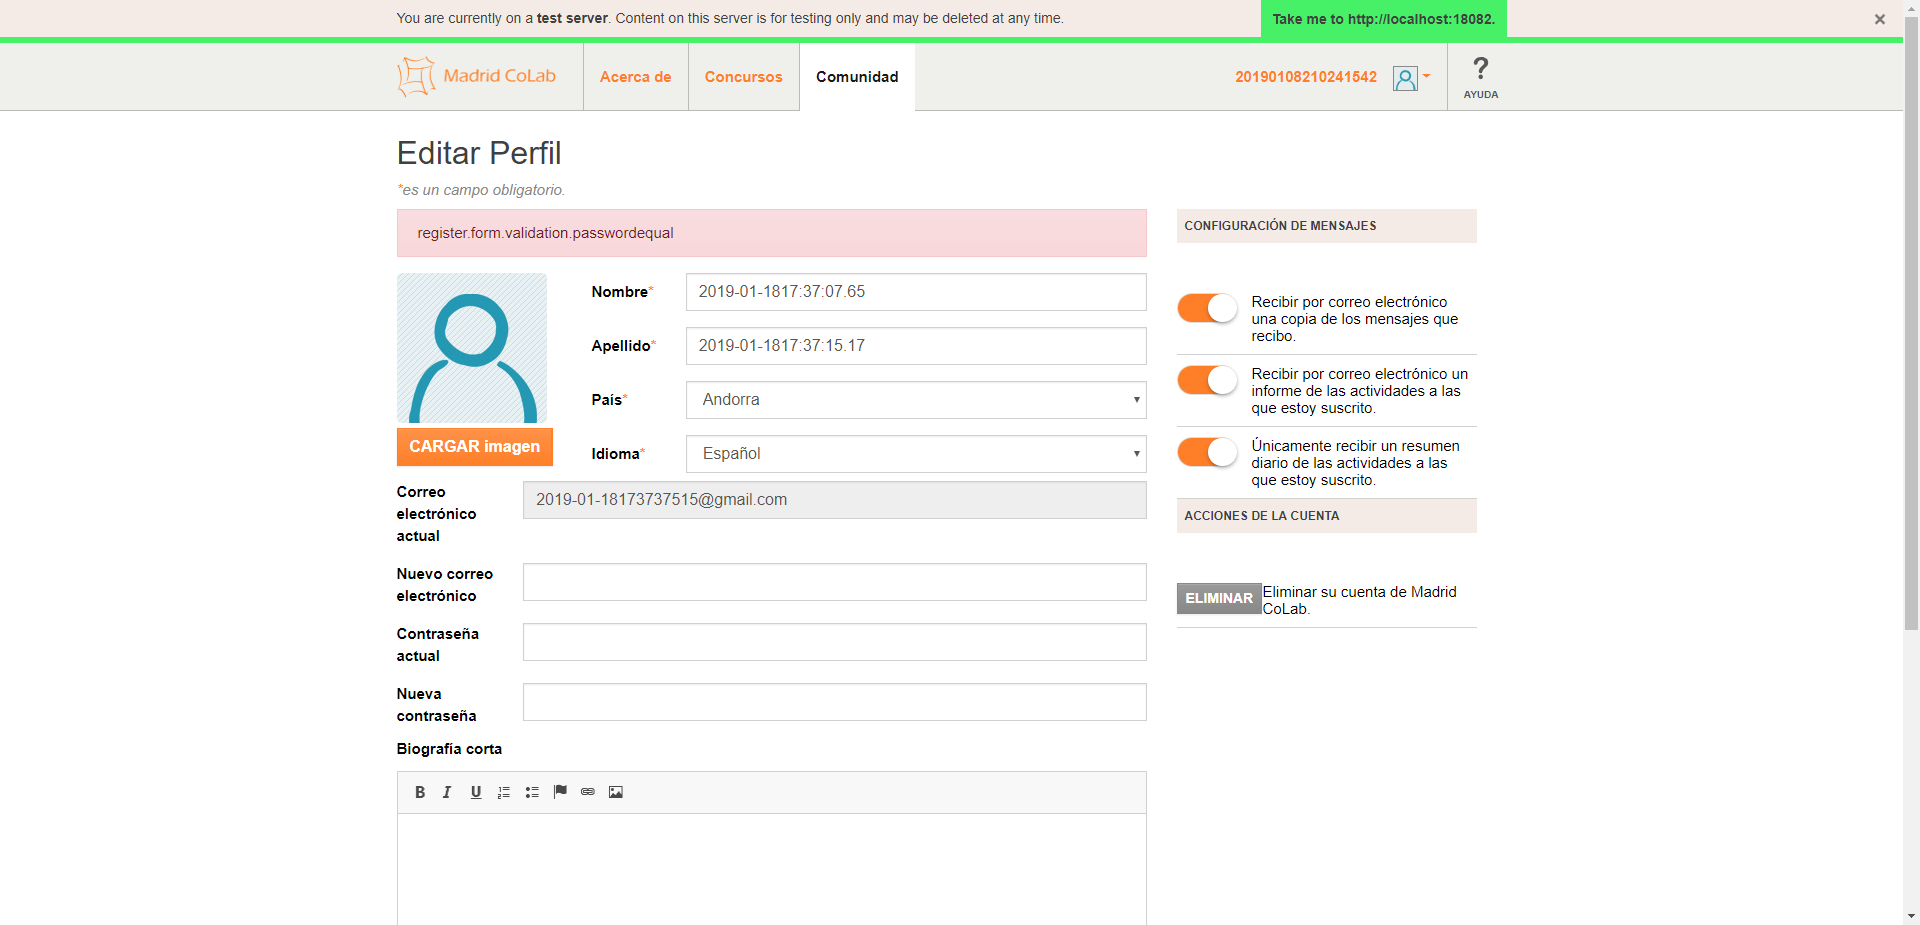 You are currently on a test server. Content on this server is for testing only and may be deleted at any time.
Take me to http://localhost:18082.
×
Madrid CoLab
Acerca de
Concursos
Comunidad
20190108210241542
?
AYUDA
Editar Perfil
*es un campo obligatorio.
register.form.validation.passwordequal
CARGAR imagen
Nombre*
2019-01-1817:37:07.65
Apellido*
2019-01-1817:37:15.17
País*
Andorra
Idioma*
Español
Correo
electrónico
actual
2019-01-18173737515@gmail.com
Nuevo correo
electrónico
Contraseña
actual
Nueva
contraseña
Biografía corta
B I U
CONFIGURACIÓN DE MENSAJES
Recibir por correo electrónico
una copia de los mensajes que
recibo.
Recibir por correo electrónico un
informe de las actividades a las
que estoy suscrito.
Únicamente recibir un resumen
diario de las actividades a las
que estoy suscrito.
ACCIONES DE LA CUENTA
ELIMINAR
Eliminar su cuenta de Madrid
CoLab.